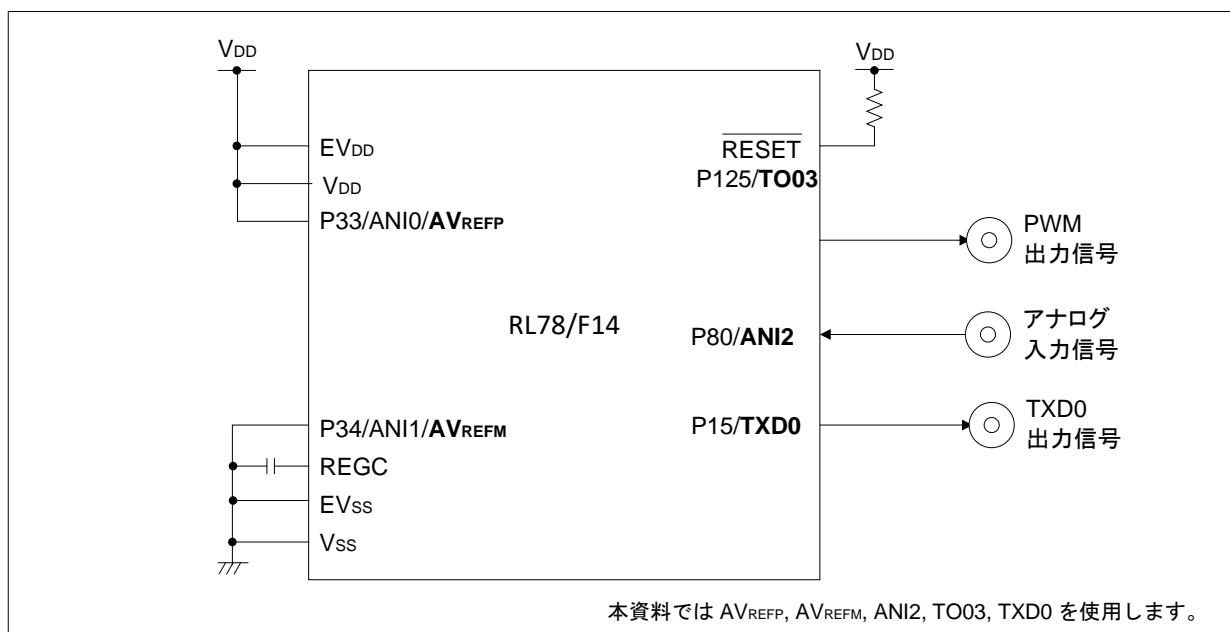 VDD
VDD
EVDD
VDD
P33/ANI0/AVREFP
RESET
P125/TO03
PWM
出力信号
RL78/F14
P80/ANI2
アナログ
入力信号
P34/ANI1/AVREFM
REGC
EVSS
VSS
P15/TXD0
TXD0
出力信号
本資料では AVREFP, AVREFM, ANI2, TO03, TXD0 を使用します。